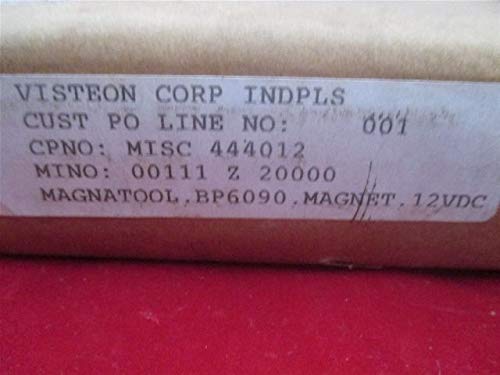 VISTEON CORP INDPLS
CUST PO LINE NO: 001
CPNO: MISC 444012
MINO: 00111 Z 20000
MAGNATOOL,BP6090,MAGNET,12VDC